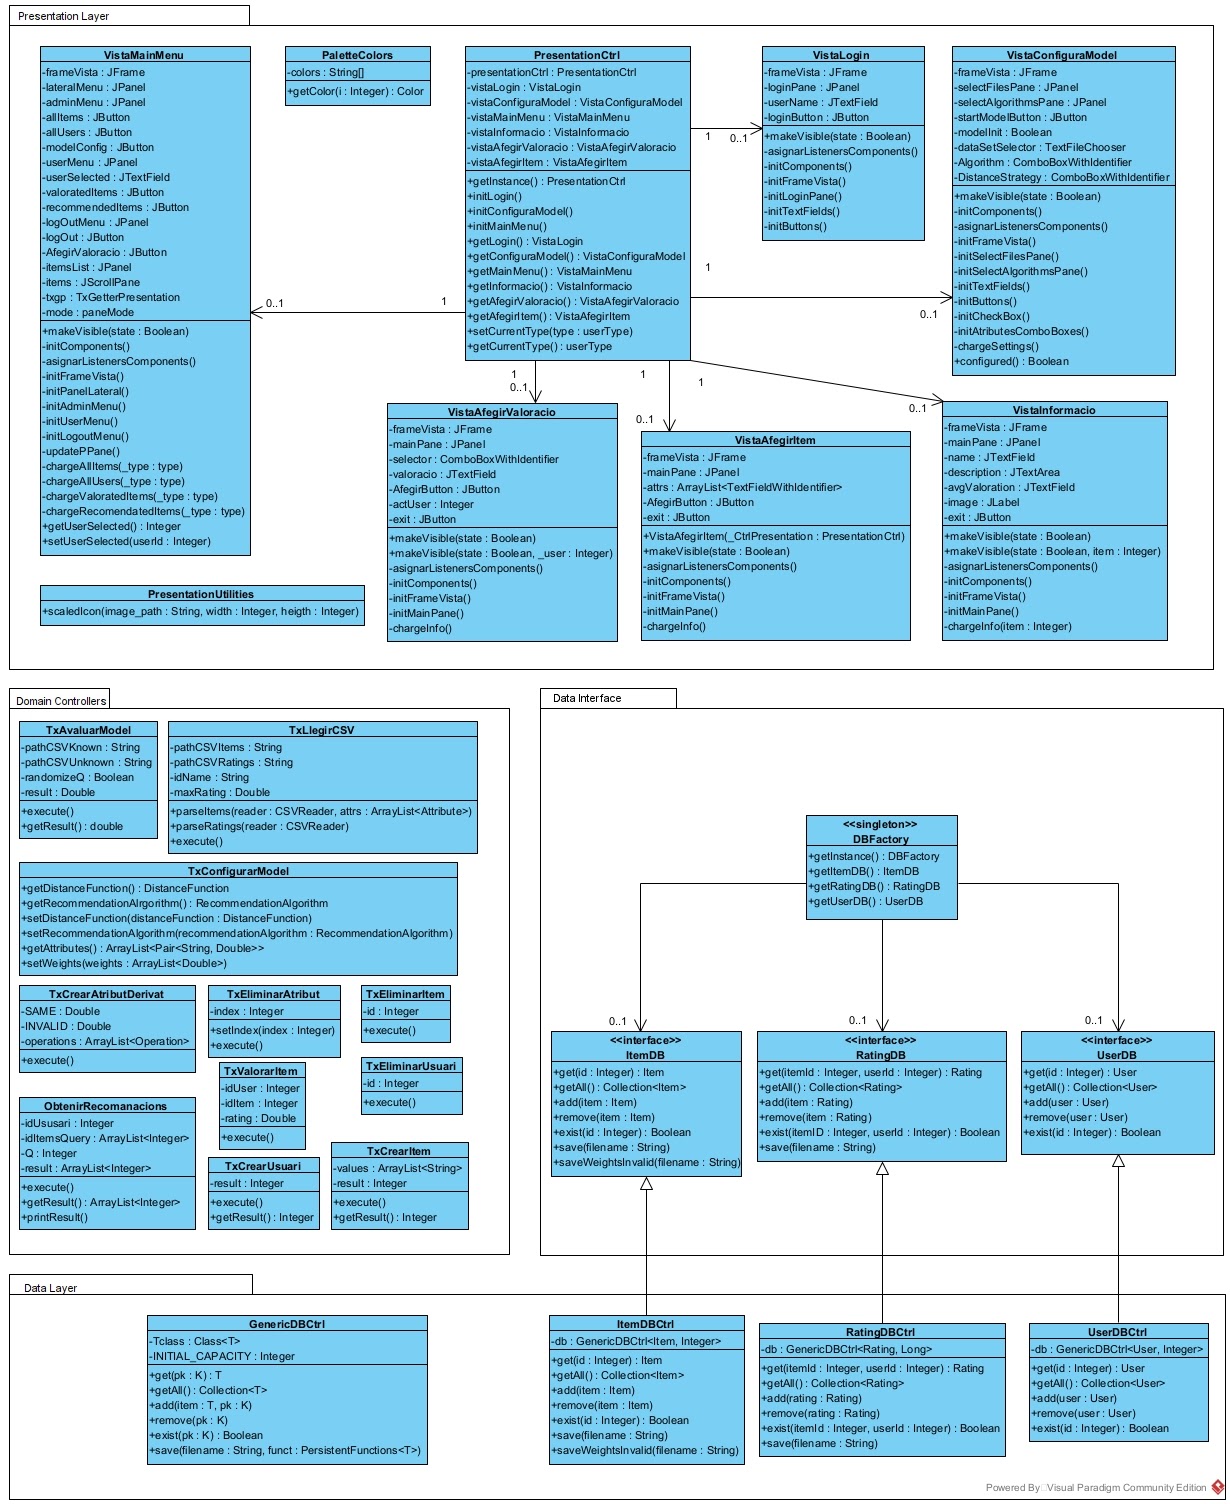 Presentation Layer
VistaMainMenu
-frameVista : JFrame
-lateralMenu : JPanel
-adminMenu : JPanel
-allItems : JButton
-allUsers : JButton
-modelConfig : JButton
-userMenu : JPanel
-userSelected : JTextField
-valoratedItems : JButton
-recommendedItems : JButton
-logOutMenu : JPanel
-logOut : JButton
-AfegirValoracio : JButton
-itemsList : JPanel
-items : JScrollPane
-txgp : TxGetterPresentation
-mode : paneMode
+makeVisible(state : Boolean)
-initComponents()
-asignarListenersComponents()
-initFrameVista()
-initPanelLateral()
-initAdminMenu()
-initUserMenu()
-initLogoutMenu()
-updatePPane()
-chargeAllItems(_type : type)
-chargeAllUsers(_type : type)
-chargeValoratedItems(_type : type)
-chargeRecomendatedItems(_type : type)
+getUserSelected() : Integer
+setUserSelected(userId : Integer)
PaletteColors
-colors : String[]
+getColor(i : Integer) : Color
PresentationCtrl
-presentationCtrl : PresentationCtrl
-vistaLogin : VistaLogin
-vistaConfiguraModel : VistaConfiguraModel
-vistaMainMenu : VistaMainMenu
-vistaInformacio : VistaInformacio
-vistaAfegirValoracio : VistaAfegirValoracio
-vistaAfegirItem : VistaAfegirItem
+getInstance() : PresentationCtrl
+initLogin()
+initConfiguraModel()
+initMainMenu()
+getLogin() : VistaLogin
+getConfiguraModel() : VistaConfiguraModel
+getMainMenu() : VistaMainMenu
+getInformacio() : VistaInformacio
+getAfegirValoracio() : VistaAfegirValoracio
+getAfegirItem() : VistaAfegirItem
+setCurrentType(type : userType)
+getCurrentType() : userType
VistaLogin
-frameVista : JFrame
-loginPane : JPanel
-userName : JTextField
-loginButton : JButton
+makeVisible(state : Boolean)
-asignarListenersComponents()
-initComponents()
-initFrameVista()
-initLoginPane()
-initTextFields()
-initButtons()
VistaConfiguraModel
-frameVista : JFrame
-selectFilesPane : JPanel
-selectAlgorithmsPane : JPanel
-startModelButton : JButton
-modelInit : Boolean
-dataSetSelector : TextFileChooser
-Algorithm : ComboBoxWithIdentifier
-DistanceStrategy : ComboBoxWithIdentifier
+makeVisible(state : Boolean)
-initComponents()
-asignarListenersComponents()
-initFrameVista()
-initSelectFilesPane()
-initSelectAlgorithmsPane()
-initTextFields()
-initButtons()
-initCheckBox()
-initAtributesComboBoxes()
-chargeSettings()
+configured() : Boolean
1
0..1
1
0..1
1
0..1
1
0..1
1
0..1
1
0..1
VistaAfegirValoracio
-frameVista : JFrame
-mainPane : JPanel
-selector : ComboBoxWithIdentifier
-valoracio : JTextField
-AfegirButton : JButton
-actUser : Integer
-exit : JButton
+makeVisible(state : Boolean)
+makeVisible(state : Boolean, _user : Integer)
-asignarListenersComponents()
-initComponents()
-initFrameVista()
-initMainPane()
-chargeInfo()
VistaAfegirItem
-frameVista : JFrame
-mainPane : JPanel
-attrs : ArrayList<TextFieldWithIdentifier>
-AfegirButton : JButton
-exit : JButton
+VistaAfegirItem(_CtrlPresentation : PresentationCtrl)
+makeVisible(state : Boolean)
-asignarListenersComponents()
-initComponents()
-initFrameVista()
-initMainPane()
-chargeInfo()
VistaInformacio
-frameVista : JFrame
-mainPane : JPanel
-name : JTextField
-description : JTextArea
-avgValoration : JTextField
-image : JLabel
-exit : JButton
+makeVisible(state : Boolean)
+makeVisible(state : Boolean, item : Integer)
-asignarListenersComponents()
-initComponents()
-initFrameVista()
-initMainPane()
-chargeInfo(item : Integer)
PresentationUtilities
+scaledIcon(image_path : String, width : Integer, heigth : Integer)
Domain Controllers
TxAvaluarModel
-pathCSVKnown : String
-pathCSVUnknown : String
-randomizeQ : Boolean
-result : Double
+execute()
+getResult() : double
TxLlegirCSV
-pathCSVItems : String
-pathCSVRatings : String
-idName : String
-maxRating : Double
+parseItems(reader : CSVReader, attrs : ArrayList<Attribute>)
+parseRatings(reader : CSVReader)
+execute()
TxConfigurarModel
+getDistanceFunction() : DistanceFunction
+getRecommendationAlrgorithm() : RecommendationAlgorithm
+setDistanceFunction(distanceFunction : DistanceFunction)
+setRecommendationAlgorithm(recommendationAlgorithm : RecommendationAlgorithm)
+getAttributes() : ArrayList<Pair<String, Double>>
+setWeights(weights : ArrayList<Double>)
TxCrearAtributDerivat
-SAME : Double
-INVALID : Double
-operations : ArrayList<Operation>
+execute()
TxEliminarAtribut
-index : Integer
+setIndex(index : Integer)
+execute()
TxEliminarItem
-id : Integer
+execute()
TxValorarItem
-idUser : Integer
-idItem : Integer
-rating : Double
+execute()
TxEliminarUsuari
-id : Integer
+execute()
ObtenirRecomanacions
-idUsusari : Integer
-idItemsQuery : ArrayList<Integer>
-Q : Integer
-result : ArrayList<Integer>
+execute()
+getResult() : ArrayList<Integer>
+printResult()
TxCrearUsuari
-result : Integer
+execute()
+getResult() : Integer
TxCrearItem
-values : ArrayList<String>
-result : Integer
+execute()
+getResult() : Integer
Data Interface
<<singleton>>
DBFactory
+getInstance() : DBFactory
+getItemDB() : ItemDB
+getRatingDB() : RatingDB
+getUserDB() : UserDB
0..1
0..1
0..1
<<interface>>
ItemDB
+get(id : Integer) : Item
+getAll() : Collection<Item>
+add(item : Item)
+remove(item : Item)
+exist(id : Integer) : Boolean
+save(filename : String)
+saveWeightsInvalid(filename : String)
<<interface>>
RatingDB
+get(itemId : Integer, userId : Integer) : Rating
+getAll() : Collection<Rating>
+add(item : Rating)
+remove(item : Rating)
+exist(itemID : Integer, userId : Integer) : Boolean
+save(filename : String)
<<interface>>
UserDB
+get(id : Integer) : User
+getAll() : Collection<User>
+add(user : User)
+remove(user : User)
+exist(id : Integer) : Boolean
Data Layer
GenericDBCtrl
-Tclass : Class<T>
-INITIAL_CAPACITY : Integer
+get(pk : K) : T
+getAll() : Collection<T>
+add(item : T, pk : K)
+remove(pk : K)
+exist(pk : K) : Boolean
+save(filename : String, funct : PersistentFunctions<T>)
ItemDBCtrl
-db : GenericDBCtrl<Item, Integer>
+get(id : Integer) : Item
+getAll() : Collection<Item>
+add(item : Item)
+remove(item : Item)
+exist(id : Integer) : Boolean
+save(filename : String)
+saveWeightsInvalid(filename : String)
RatingDBCtrl
-db : GenericDBCtrl<Rating, Long>
+get(itemId : Integer, userId : Integer) : Rating
+getAll() : Collection<Rating>
+add(rating : Rating)
+remove(rating : Rating)
+exist(itemId : Integer, userId : Integer) : Boolean
+save(filename : String)
UserDBCtrl
-db : GenericDBCtrl<User, Integer>
+get(id : Integer) : User
+getAll() : Collection<User>
+add(user : User)
+remove(user : User)
+exist(id : Integer) : Boolean
Powered By Visual Paradigm Community Edition